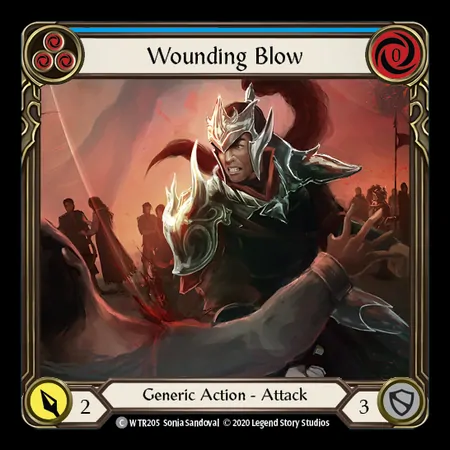 Wounding Blow
0
Generic Action - Attack
2
3
C WTR205 Sonia Sandoval © 2020 Legend Story Studios